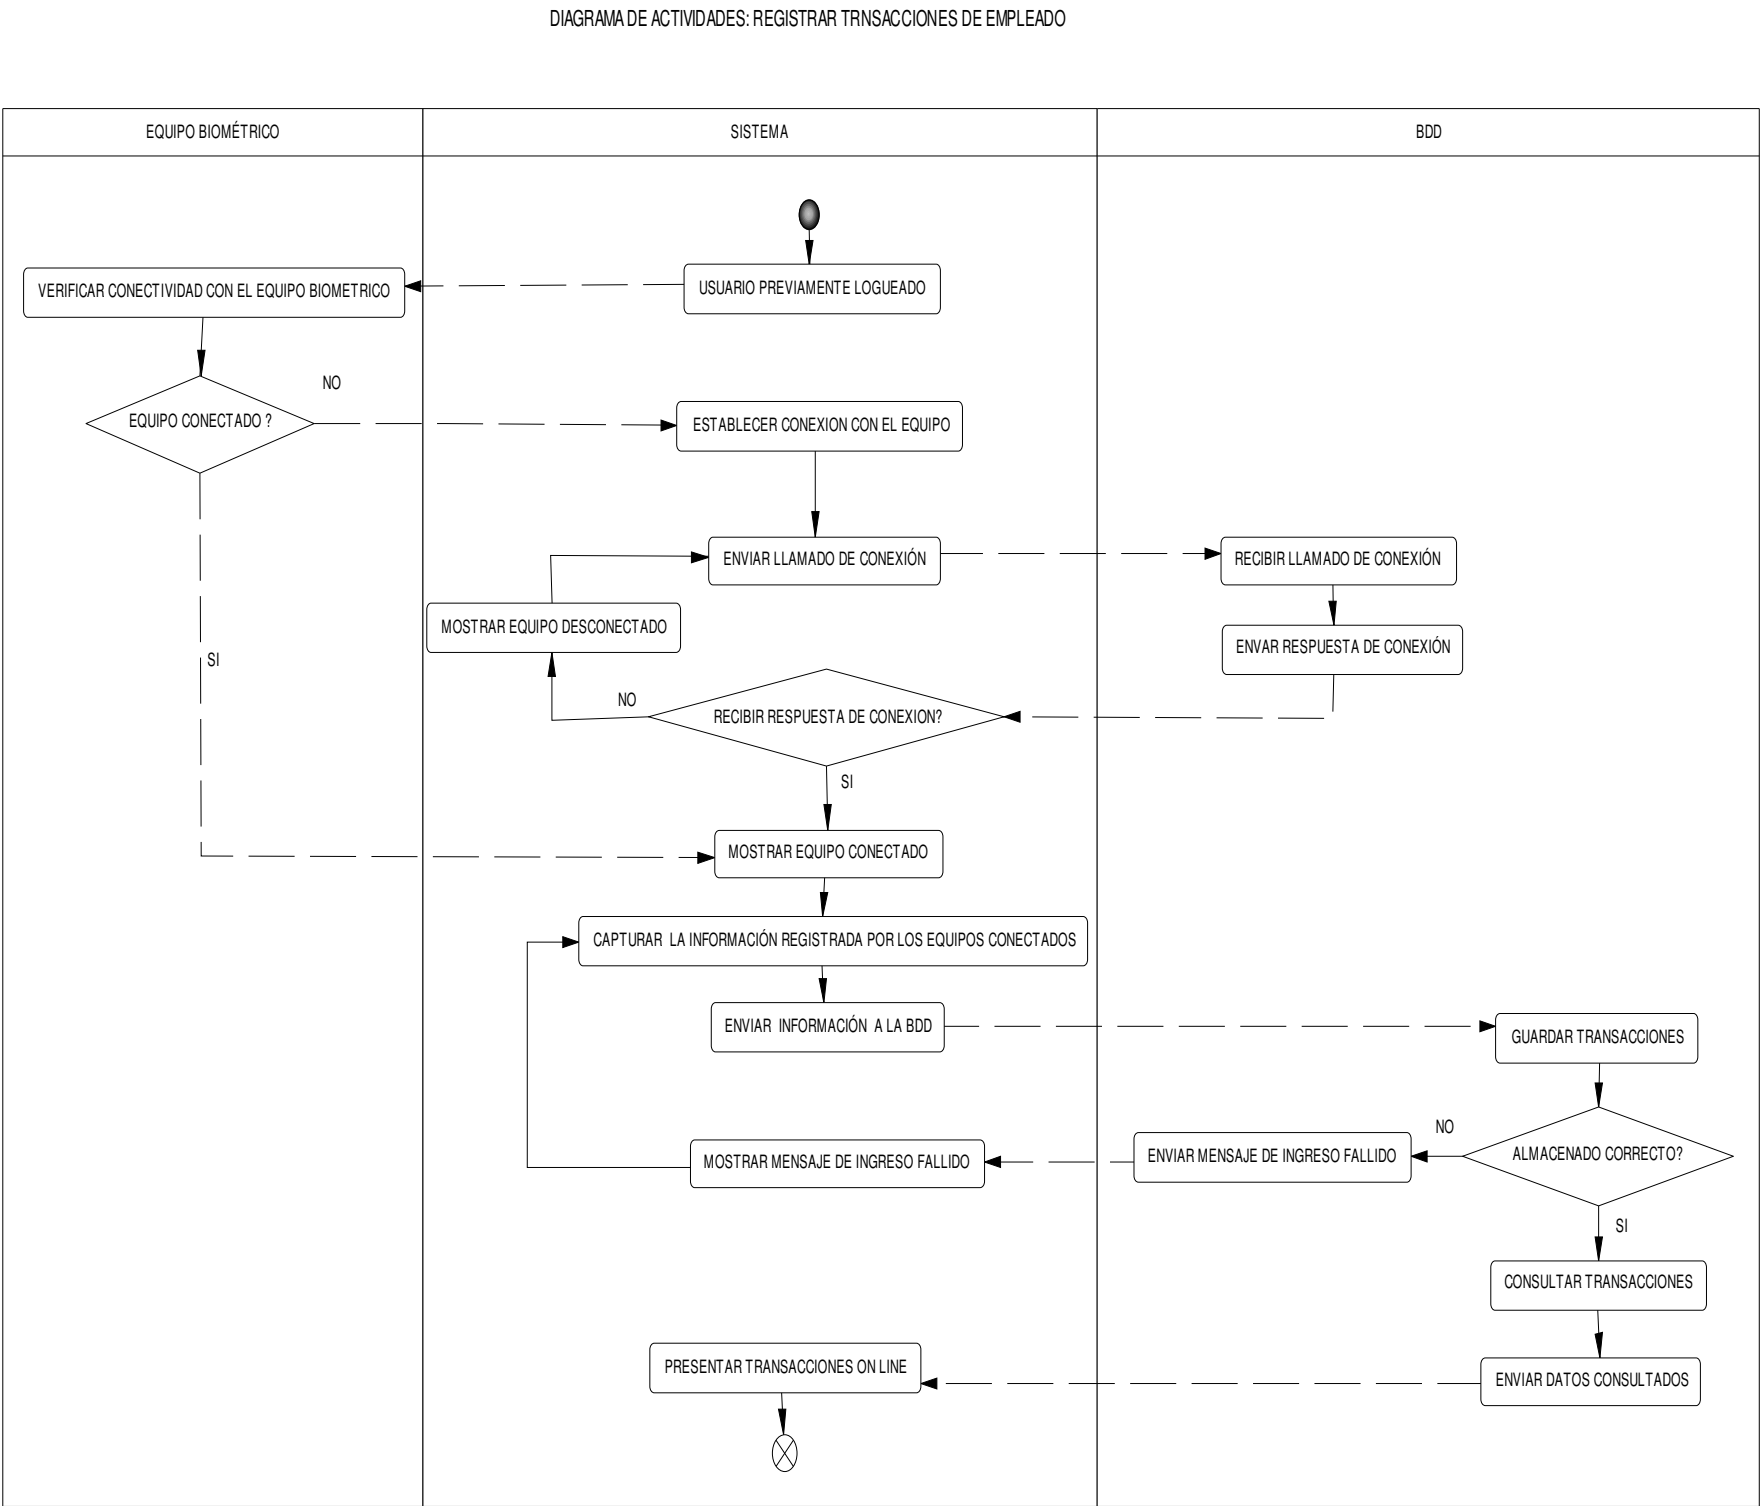 DIAGRAMA DE ACTIVIDADES: REGISTRAR TRNSACCIONES DE EMPLEADO
EQUIPO BIOMÉTRICO
SISTEMA
BDD
USUARIO PREVIAMENTE LOGUEADO
VERIFICAR CONECTIVIDAD CON EL EQUIPO BIOMETRICO
NO
EQUIPO CONECTADO ?
ESTABLECER CONEXION CON EL EQUIPO
ENVIAR LLAMADO DE CONEXIÓN
RECIBIR LLAMADO DE CONEXIÓN
MOSTRAR EQUIPO DESCONECTADO
ENVAR RESPUESTA DE CONEXIÓN
SI
NO
RECIBIR RESPUESTA DE CONEXION?
SI
MOSTRAR EQUIPO CONECTADO
CAPTURAR LA INFORMACIÓN REGISTRADA POR LOS EQUIPOS CONECTADOS
ENVIAR INFORMACIÓN A LA BDD
GUARDAR TRANSACCIONES
NO
MOSTRAR MENSAJE DE INGRESO FALLIDO
ENVIAR MENSAJE DE INGRESO FALLIDO
ALMACENADO CORRECTO?
SI
CONSULTAR TRANSACCIONES
PRESENTAR TRANSACCIONES ON LINE
ENVIAR DATOS CONSULTADOS